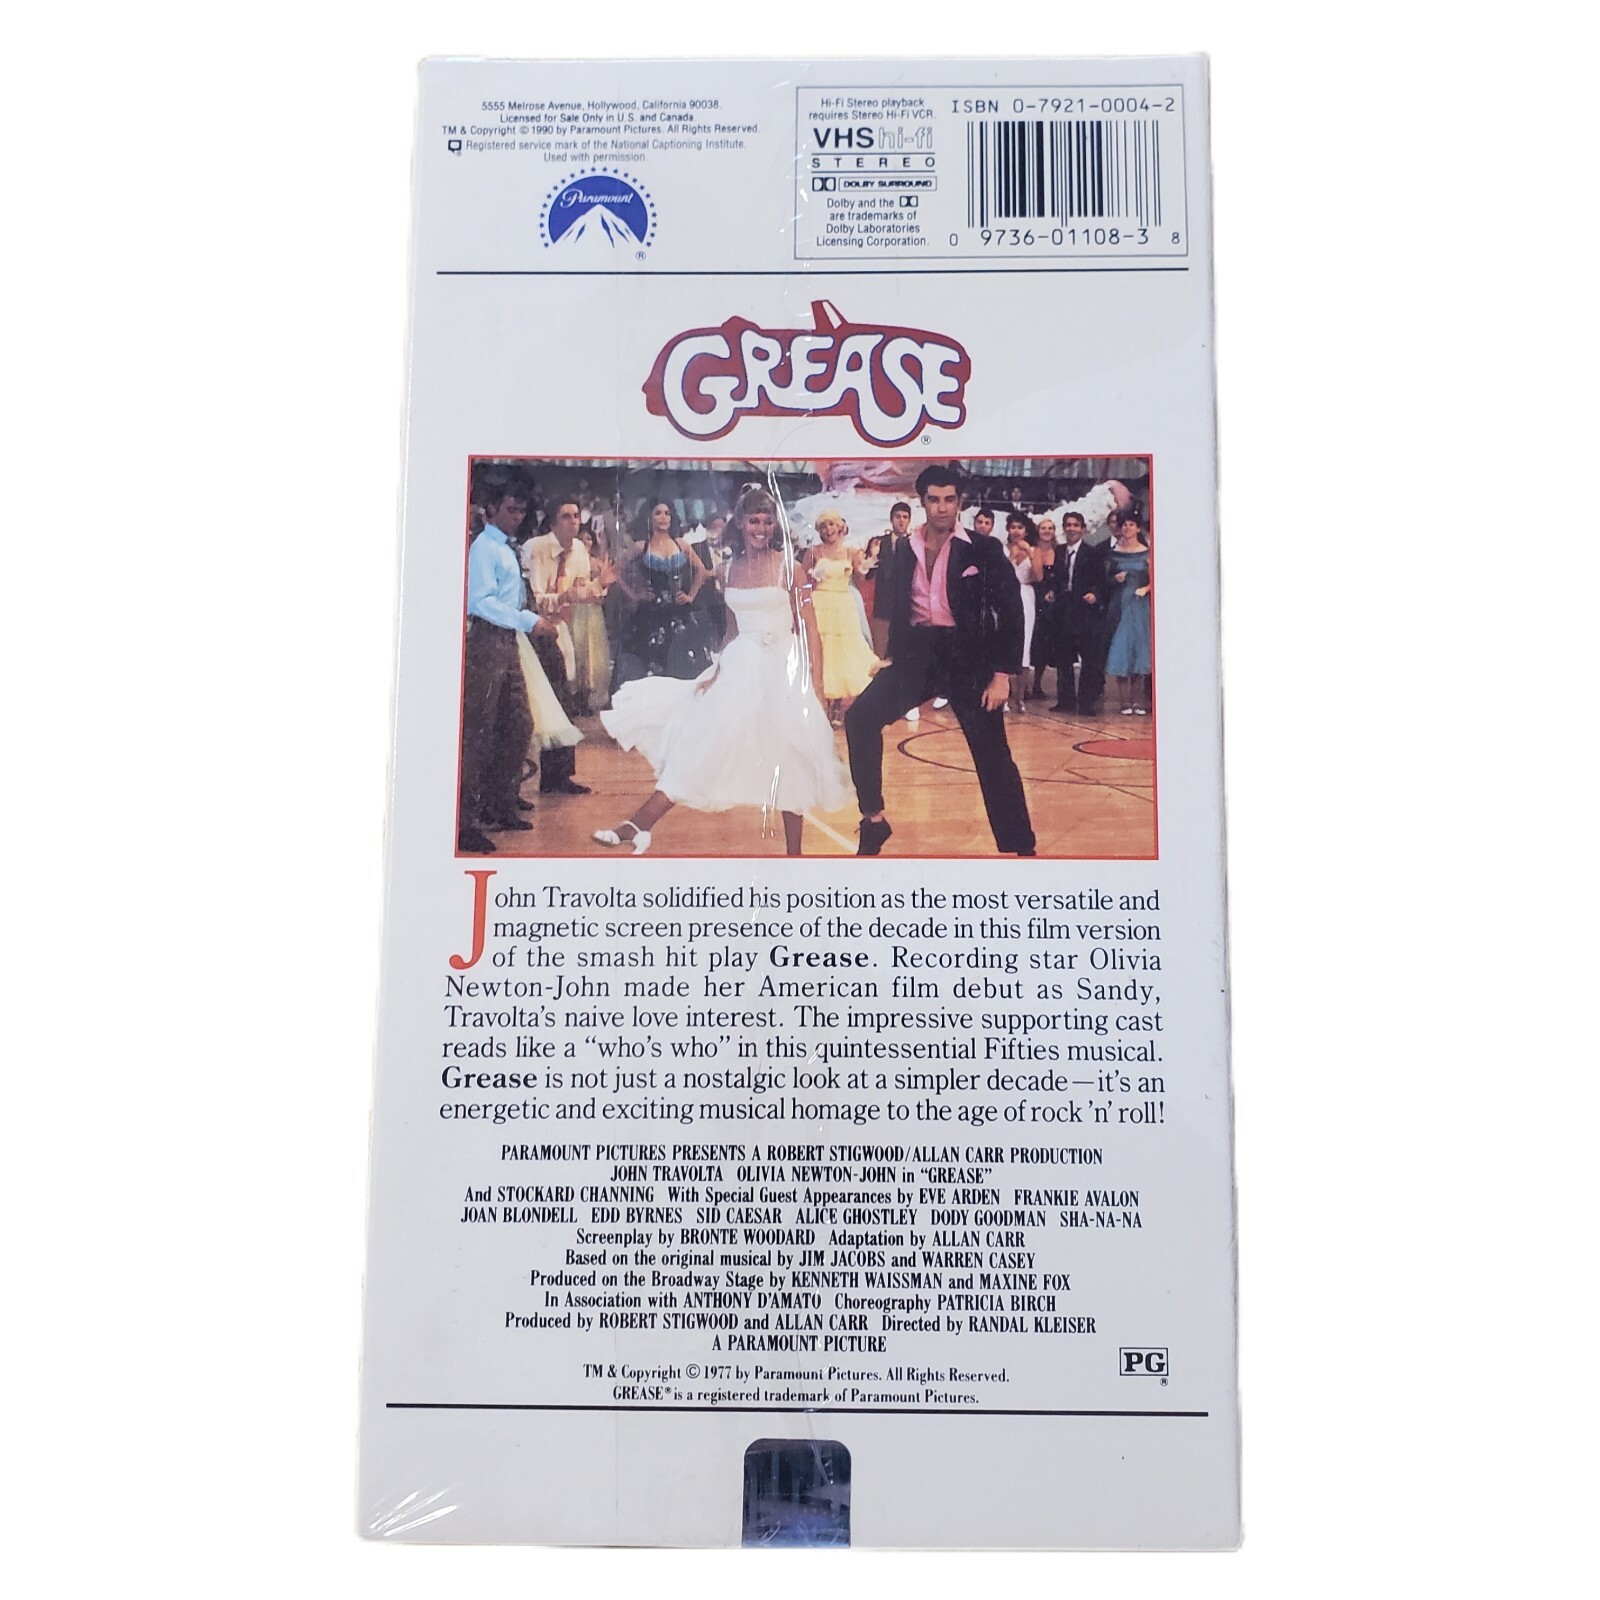 5555 Melrose Avenue, Hollywood, California 90038.
Licensed for Sale Only in U.S. and Canada.
TM & Copyright © 1990 by Paramount Pictures. All Rights Reserved.
Registered service mark of the National Captioning Institute.
Used with permission.
Paramount
®
Hi-Fi Stereo playback
requires Stereo Hi-Fi VCR.
VHS hi-fi
STEREO
DOLBY SURROUND
Dolby and the
are trademarks of
Dolby Laboratories
Licensing Corporation.
ISBN 0-7921-0004-2
0 9736-01108-3 8
GREASE
®
John Travolta solidified his position as the most versatile and
magnetic screen presence of the decade in this film version
of the smash hit play Grease. Recording star Olivia
Newton-John made her American film debut as Sandy,
Travolta's naive love interest. The impressive supporting cast
reads like a “who's who” in this quintessential Fifties musical.
Grease is not just a nostalgic look at a simpler decade—it's an
energetic and exciting musical homage to the age of rock 'n' roll!
PARAMOUNT PICTURES PRESENTS A ROBERT STIGWOOD/ALLAN CARR PRODUCTION
JOHN TRAVOLTA OLIVIA NEWTON-JOHN in “GREASE”
And STOCKARD CHANNING With Special Guest Appearances by EVE ARDEN FRANKIE AVALON
JOAN BLONDELL EDD BYRNES SID CAESAR ALICE GHOSTLEY DODY GOODMAN SHA-NA-NA
Screenplay by BRONTE WOODARD Adaptation by ALLAN CARR
Based on the original musical by JIM JACOBS and WARREN CASEY
Produced on the Broadway Stage by KENNETH WAISSMAN and MAXINE FOX
In Association with ANTHONY D'AMATO Choreography PATRICIA BIRCH
Produced by ROBERT STIGWOOD and ALLAN CARR Directed by RANDAL KLEISER
A PARAMOUNT PICTURE
PG
®
TM & Copyright © 1977 by Paramount Pictures. All Rights Reserved.
GREASE® is a registered trademark of Paramount Pictures.